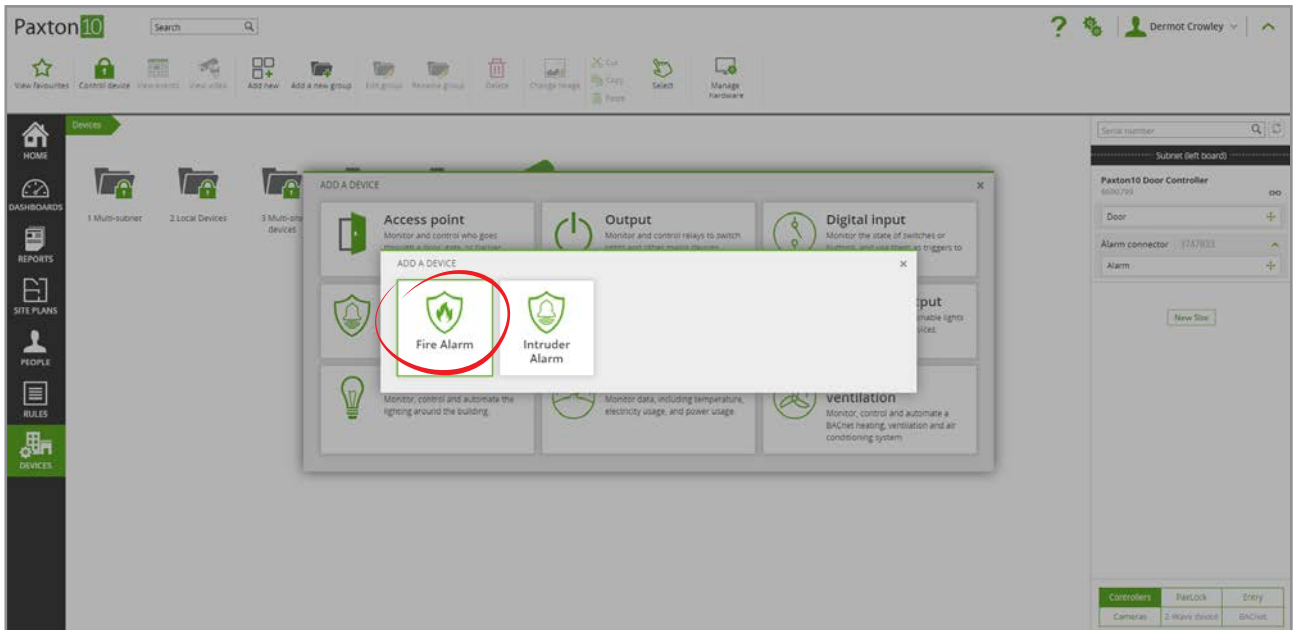 Paxton10
Search
Dermot Crowley
View favourites
Control device
View events
View video
Add new
Add a new group
Edit group
Rename group
Delete
Change image
Cut
Copy
Paste
Select
Manage
hardware
HOME
DASHBOARDS
REPORTS
SITE PLANS
PEOPLE
RULES
DEVICES
Devices
1 Multi-subnet
2 Local Devices
3 Multi-site
devices
ADD A DEVICE
Access point
Monitor and control who goes
through a door, gate, or barrier
Output
Monitor and control relays to switch
Digital input
Monitor the state of switches or
ADD A DEVICE
Fire Alarm
Intruder
Alarm
Monitor, control and automate the
lighting around the building.
Monitor data, including temperature,
electricity usage, and power usage.
ventilation
Monitor, control and automate a
BACnet heating, ventilation and air
conditioning system
Serial number
Subnet (left board)
Paxton10 Door Controller
Door
Alarm connector 3747833
Alarm
New Site
Controllers
PaxLock
Entry
Cameras
Z-Wave device
BACnet